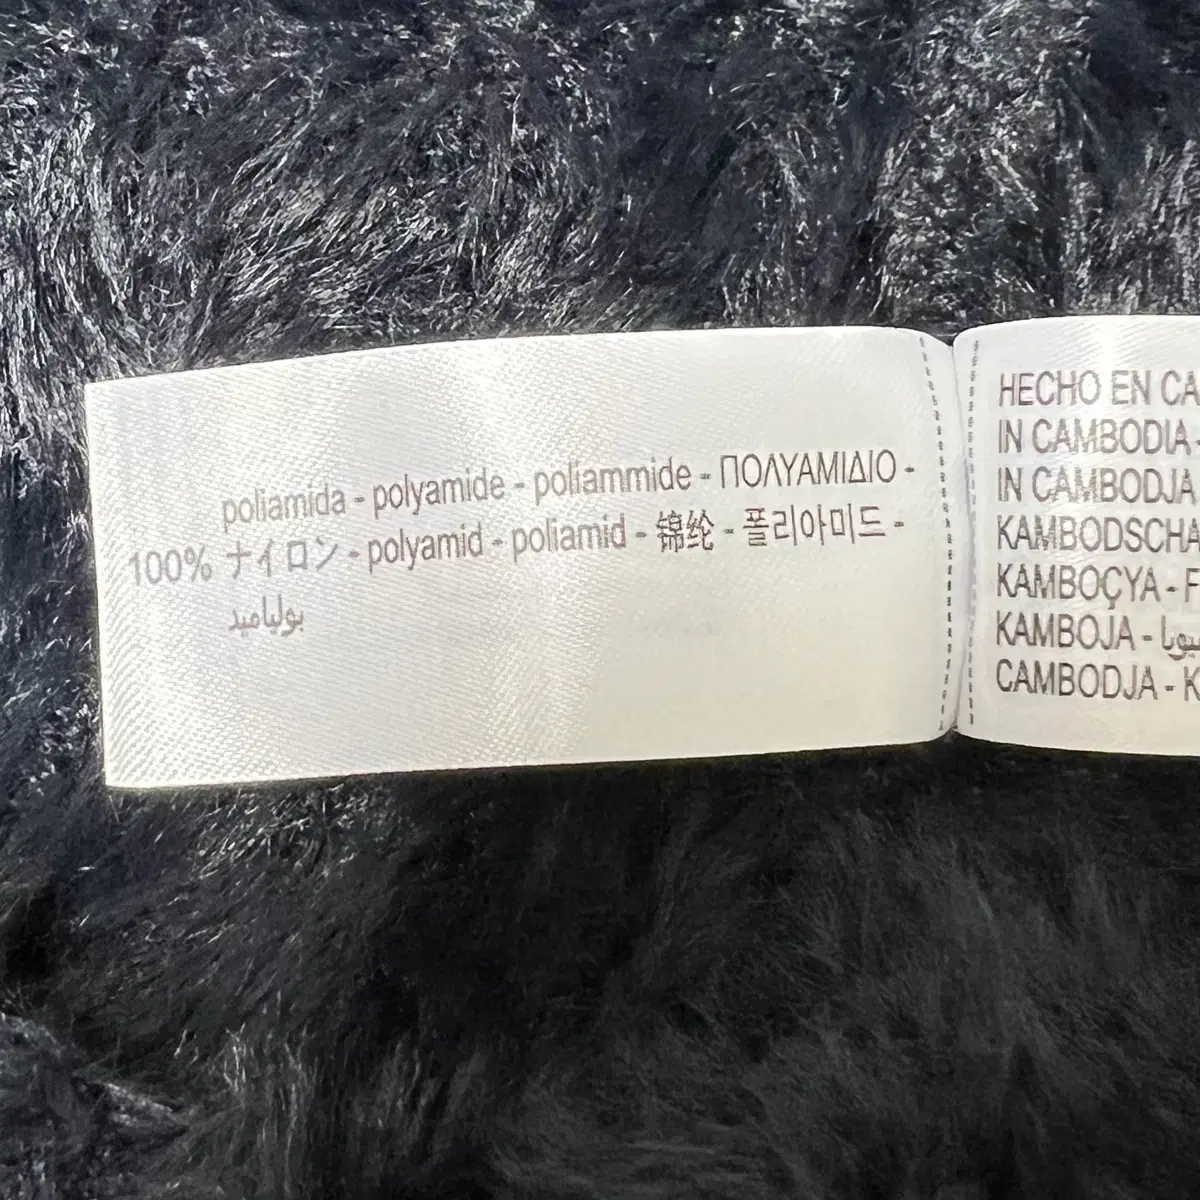 poliamida - polyamide - poliammide - ΠΟΛΥΑΜΙΔΙΟ -
100% ナイロン - polyamid - poliamid - 锦纶 - 폴리아미드 -
بولياميد
HECHO EN CA
IN CAMBODIA -
IN CAMBODJA
KAMBODSCHA
KAMBOÇYA - F
KAMBOJA -
CAMBODJA - K